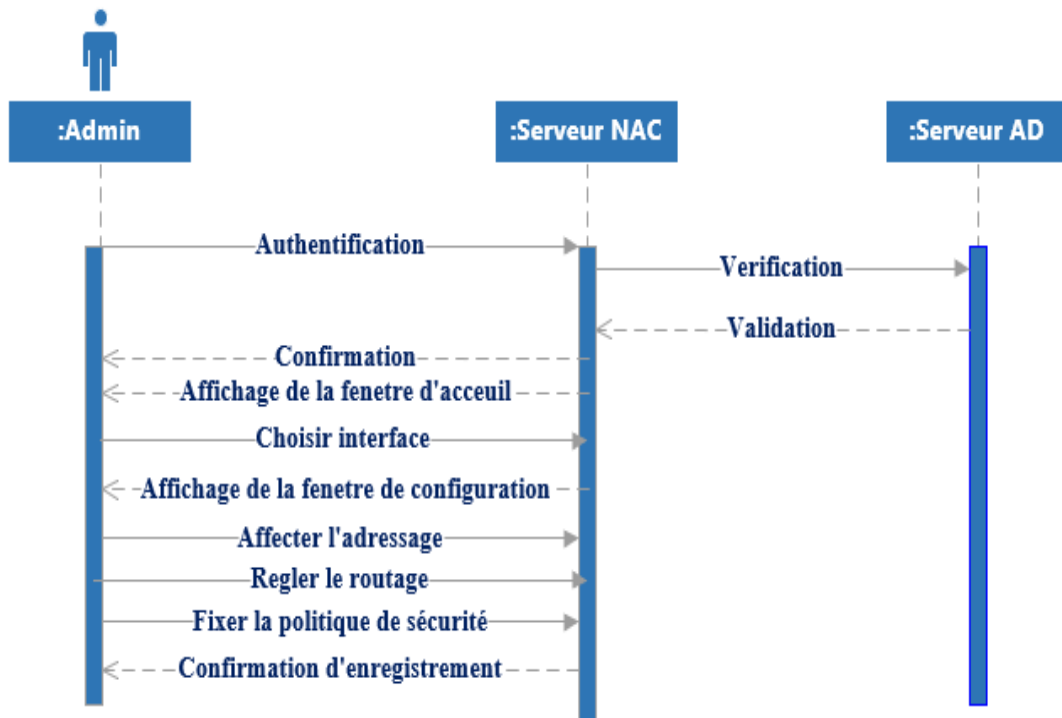 :Admin
:Serveur NAC
:Serveur AD
Authentification
Verification
Validation
Confirmation
Affichage de la fenetre d'acceuil
Choisir interface
Affichage de la fenetre de configuration
Affecter l'adressage
Regler le routage
Fixer la politique de sécurité
Confirmation d'enregistrement